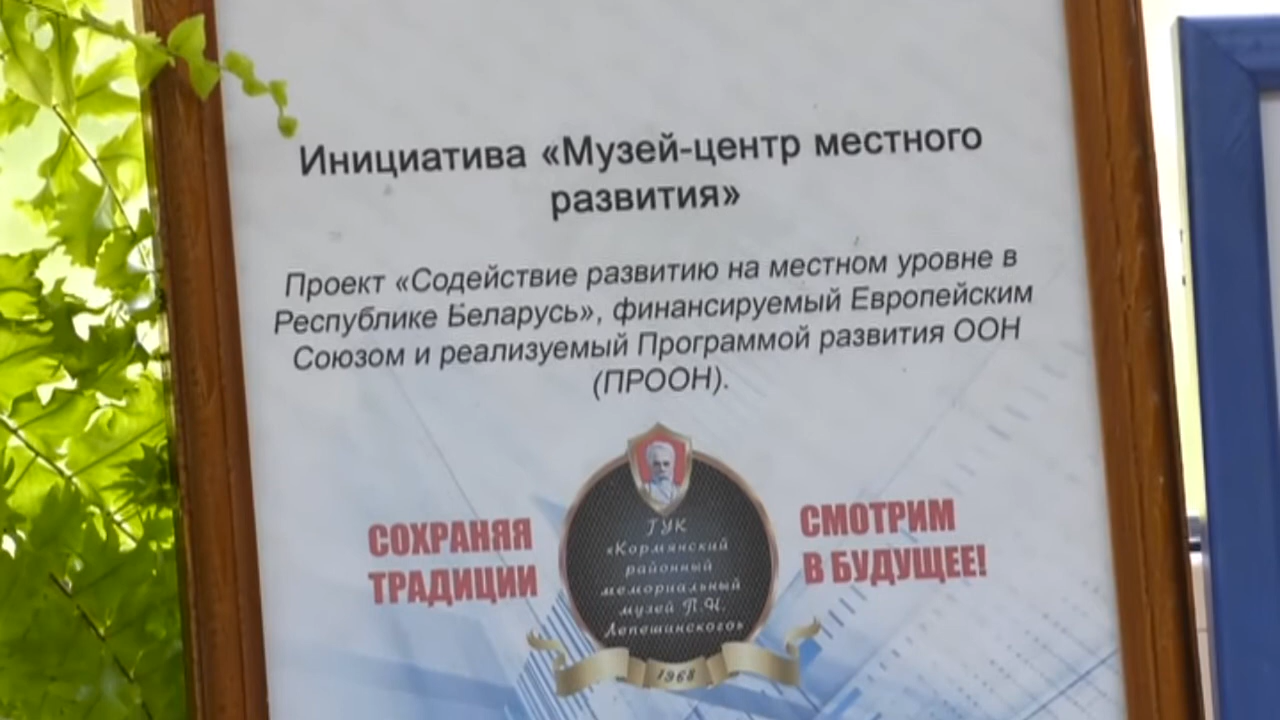 Инициатива «Музей-центр местного
развития»
Проект «Содействие развитию на местном уровне в
Республике Беларусь», финансируемый Европейским
Союзом и реализуемый Программой развития ООН
(ПРООН).
СОХРАНЯЯ
ТРАДИЦИИ
ГУК
«Кормянский
районный
мемориальный
музей П.Н.
Лепешинского»
1968
СМОТРИМ
В БУДУЩЕЕ!